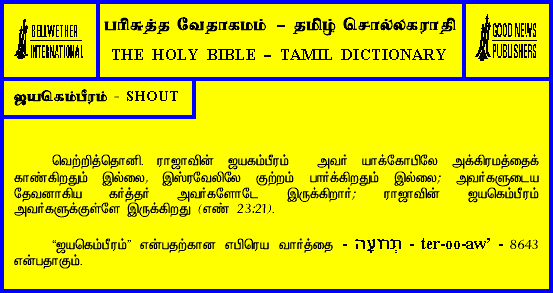 BELLWETHER
INTERNATIONAL
பரிசுத்த வேதாகமம் – தமிழ் சொல்லகராதி
THE HOLY BIBLE – TAMIL DICTIONARY
GOOD NEWS
PUBLISHERS
ஜயகெம்பீரம் - SHOUT
வெற்றித்தொனி. ராஜாவின் ஜயகம்பீரம் அவர் யாக்கோபிலே அக்கிரமத்தைக்
காண்கிறதும் இல்லை, இஸ்ரவேலிலே குற்றம் பார்க்கிறதும் இல்லை; அவர்களுடைய
தேவனாகிய கர்த்தர் அவர்களோடே இருக்கிறார்; ராஜாவின் ஜயகெம்பீரம்
அவர்களுக்குள்ளே இருக்கிறது (எண் 23:21).
“ஜயகெம்பீரம்” என்பதற்கான எபிரெய வார்த்தை - תְּרוּעָה - ter-oo-aw’ - 8643
என்பதாகும்.